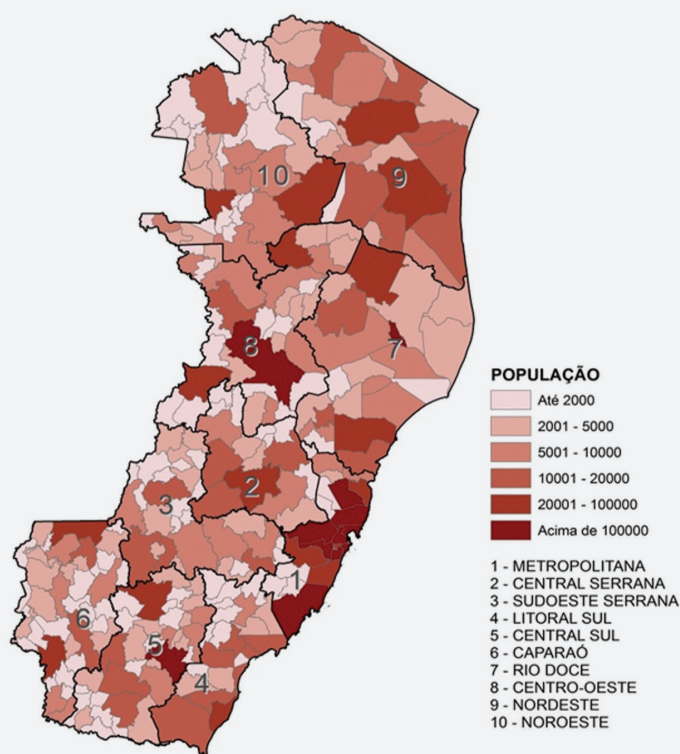 10
9
8
7
2
3
1
6
5
4
POPULAÇÃO
Até 2000
2001 - 5000
5001 - 10000
10001 - 20000
20001 - 100000
Acima de 100000
1 - METROPOLITANA
2 - CENTRAL SERRANA
3 - SUDOESTE SERRANA
4 - LITORAL SUL
5 - CENTRAL SUL
6 - CAPARAÓ
7 - RIO DOCE
8 - CENTRO-OESTE
9 - NORDESTE
10 - NOROESTE